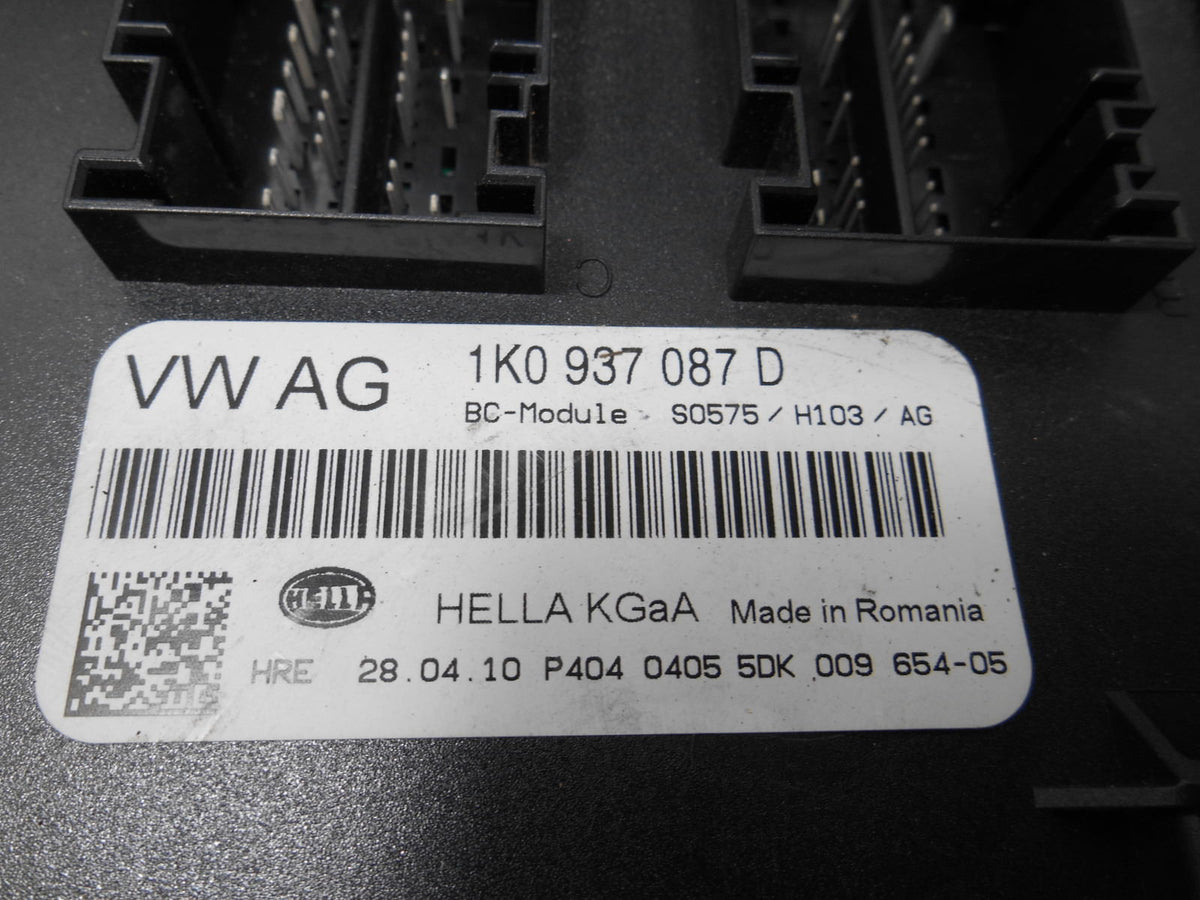 VW AG 1K0 937 087 D
BC-Module S0575 / H103 / AG
HELLA HELLA KGaA Made in Romania
HRE 28.04.10 P404 0405 5DK 009 654-05